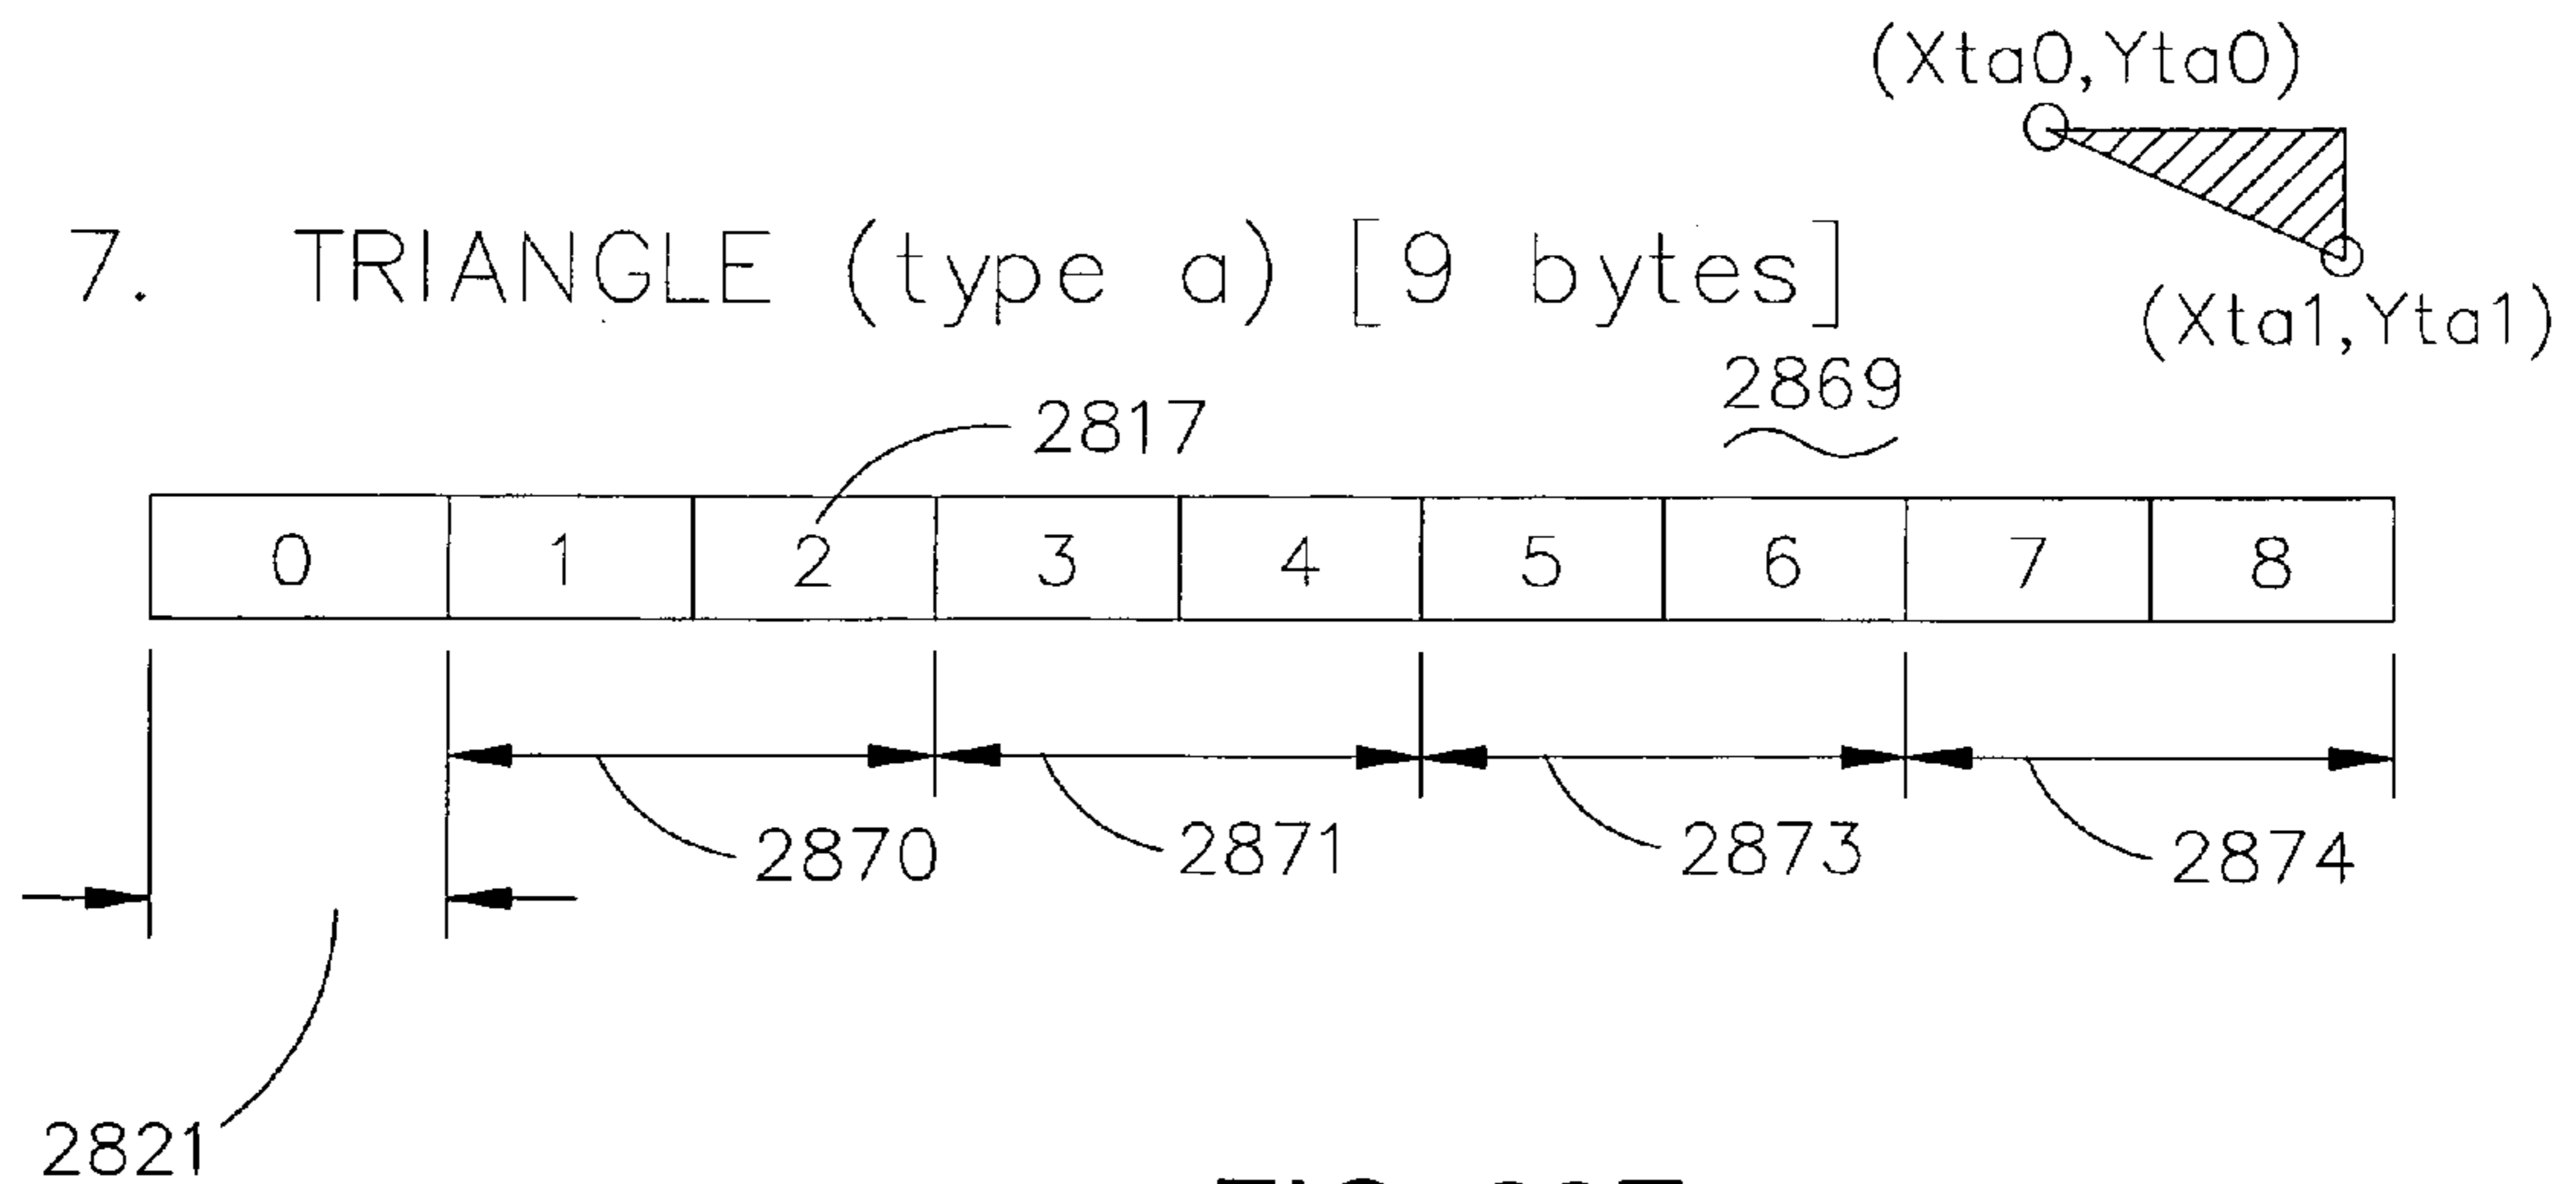 (Xta0,Yta0)
7. TRIANGLE (type a) [9 bytes]
(Xta1,Yta1)
2869
2817
0 1 2 3 4 5 6 7 8
2870 2871 2873 2874
2821